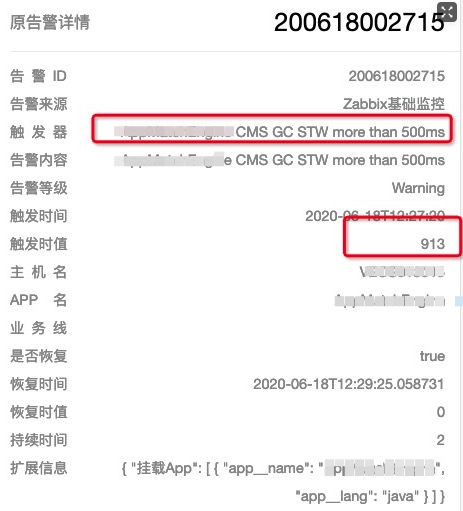 原告警详情 200618002715
告 警 ID 200618002715
告警来源 Zabbix基础监控
触 发 器 CMS GC STW more than 500ms
告警内容 CMS GC STW more than 500ms
告警等级 Warning
触发时间 2020-06-18T12:27:20
触发时值 913
主 机 名
APP 名
业 务 线
是否恢复 true
恢复时间 2020-06-18T12:29:25.058731
恢复时值 0
持续时间 2
扩展信息 { "挂载App": [ { "app__name": " ",
"app__lang": "java" } ] }